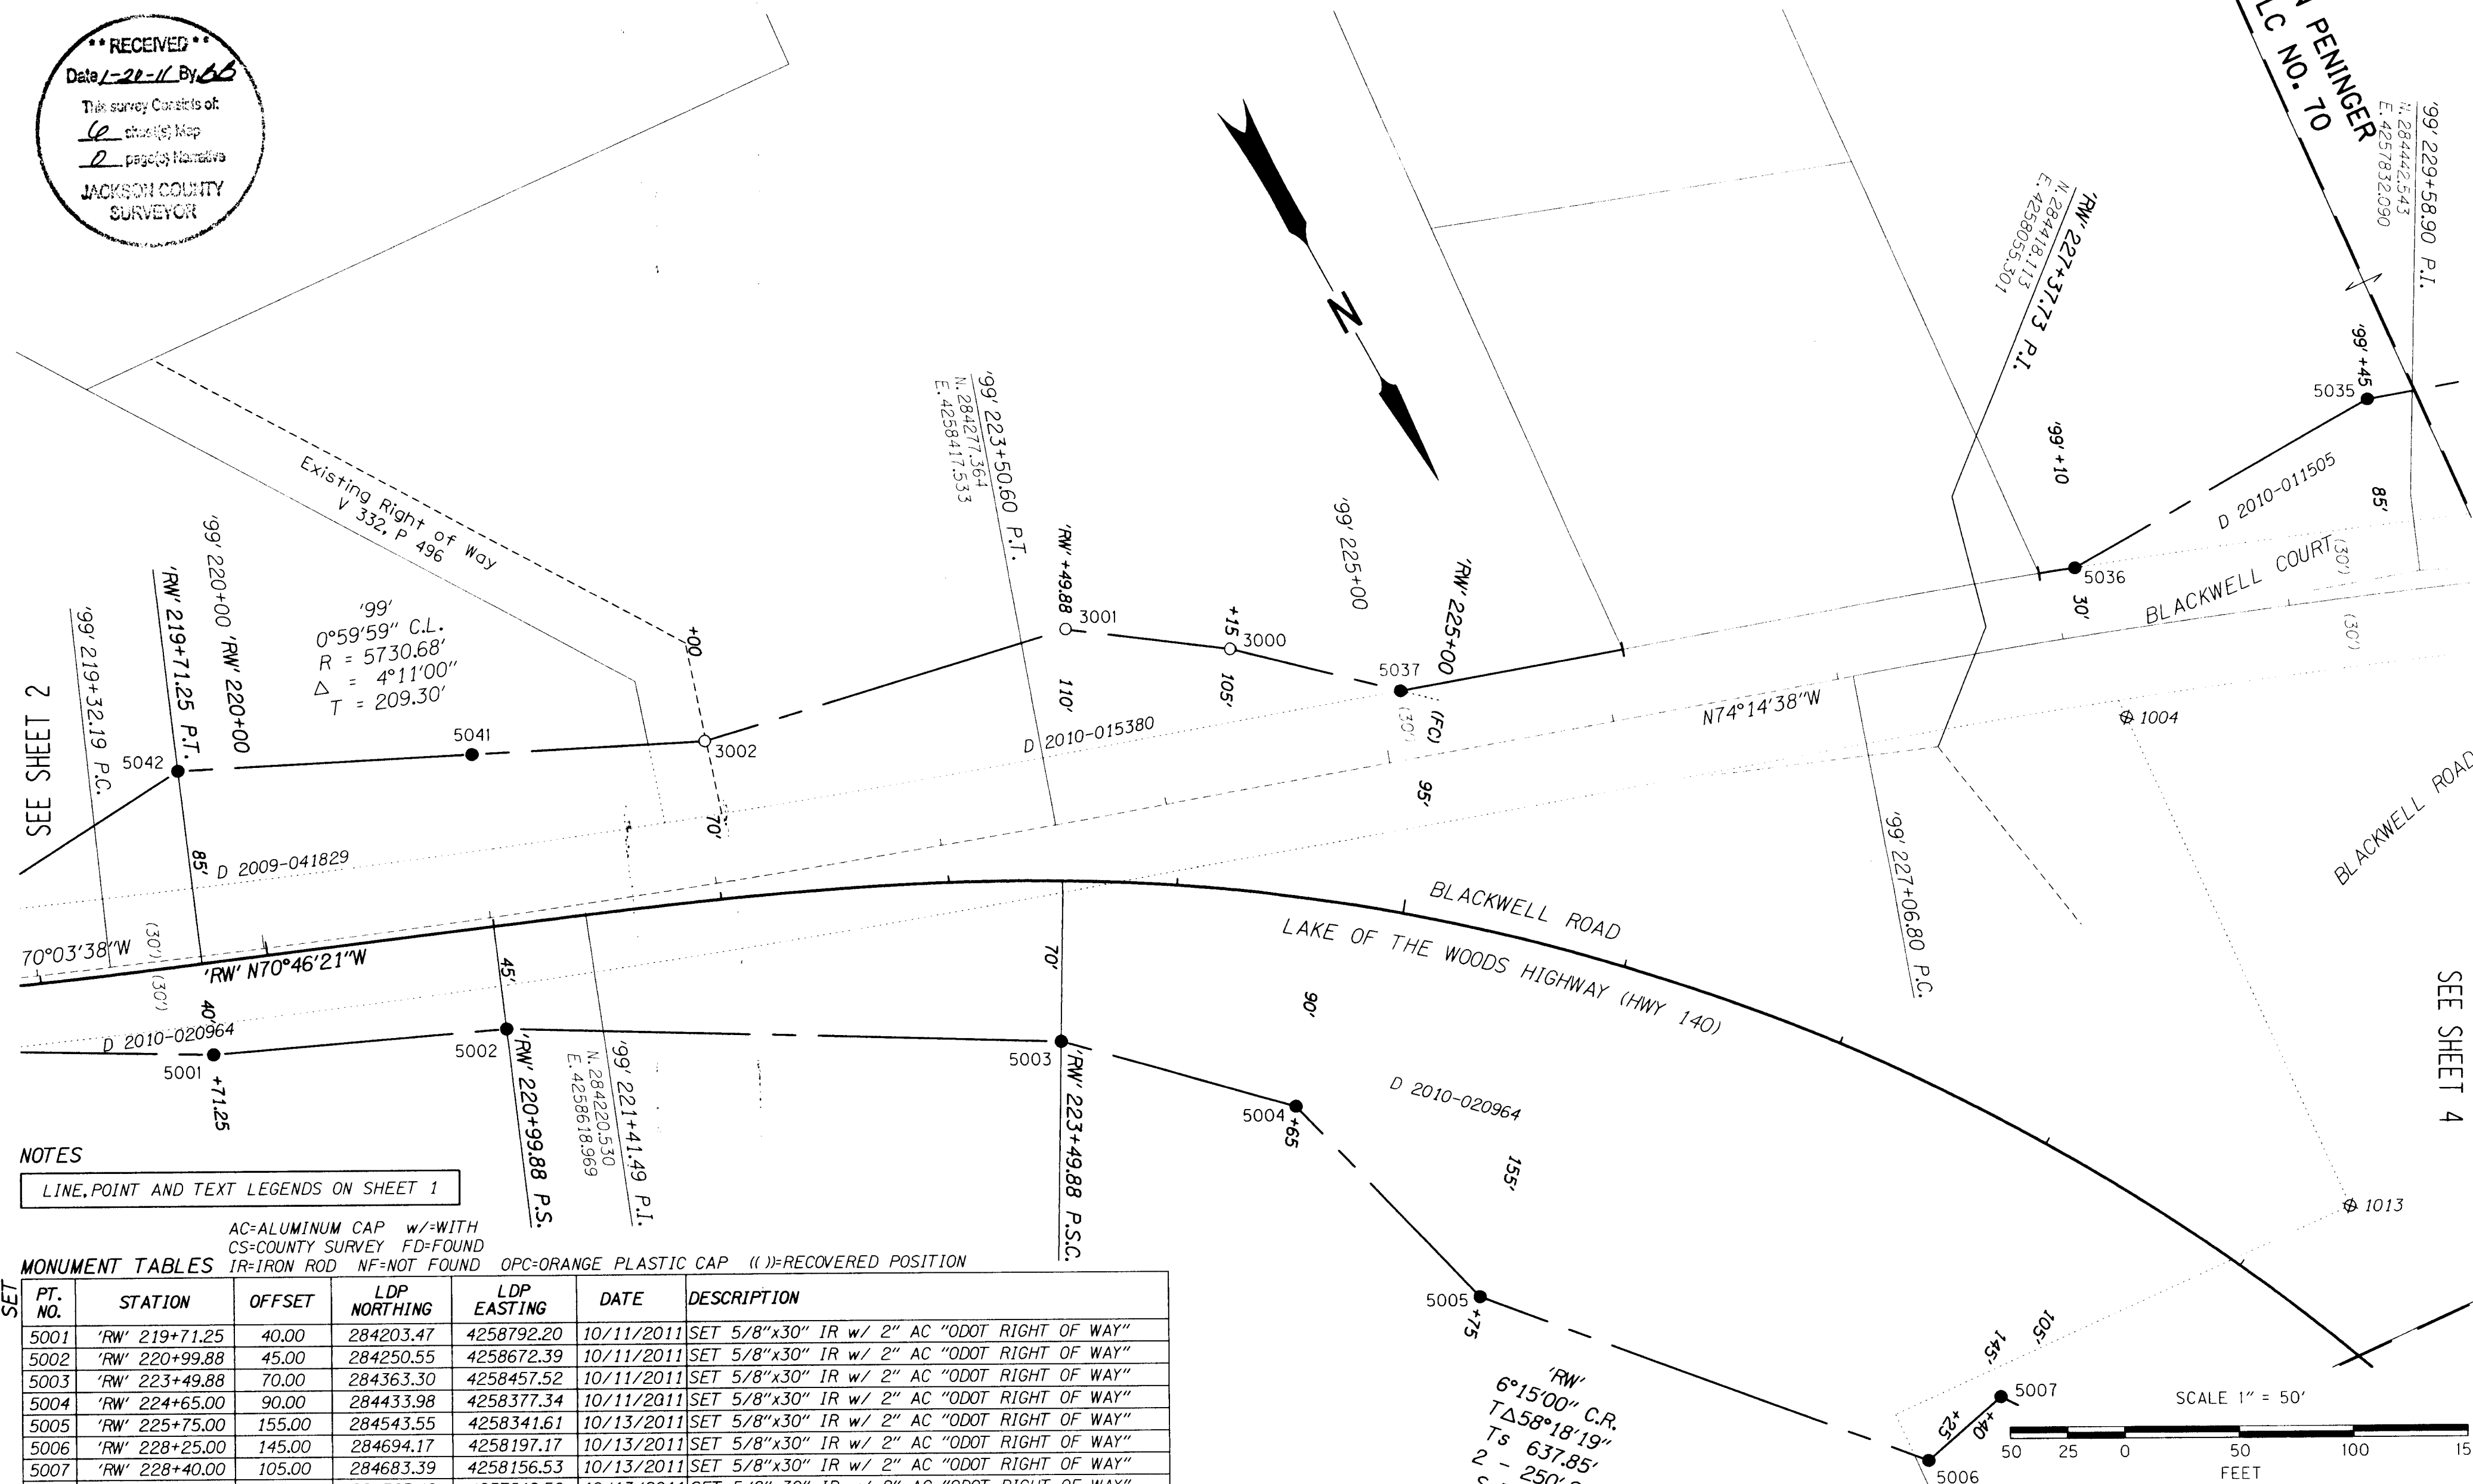 ** RECEIVED **
Date 1-20-11 By BB
This survey Consists of:
6 sheet(s) Map
0 page(s) Narrative
JACKSON COUNTY
SURVEYOR
PENINGER
LC NO. 70
'99' 229+58.90 P.I.
N. 284442.543
E. 4257832.090
'RW' 227+37.73 P.I.
N. 284418.113
E. 4258055.301
'99' +45
5035
'99' +10
D 2010-011505
85'
5036
30'
BLACKWELL COURT
(30')
(30')
N
Existing Right of Way
V 332, P 496
'99' 223+50.60 P.T.
N. 284277.364
E. 4258417.533
'RW' +49.88
3001
110'
+15
3000
105'
'99' 225+00
'RW' 225+00
5037
(FC)
(30')
95'
D 2010-015380
N74°14'38"W
1004
BLACKWELL ROAD
'99' 227+06.80 P.C.
SEE SHEET 2
'99' 219+32.19 P.C.
'RW' 219+71.25 P.T.
'99' 220+00 'RW' 220+00
'99'
0°59'59" C.L.
R = 5730.68'
Δ = 4°11'00"
T = 209.30'
5042
5041
+00
3002
70'
85'
D 2009-041829
70°03'38"W
(30')
(30')
'RW' N70°46'21"W
40'
D 2010-020964
5001
+71.25
45'
5002
'RW' 220+99.88 P.S.
'99' 221+41.49 P.I.
N. 284220.530
E. 4258618.969
70'
5003
'RW' 223+49.88 P.S.C.
BLACKWELL ROAD
LAKE OF THE WOODS HIGHWAY (HWY 140)
90'
5004
+65
D 2010-020964
155'
5005
+75
SEE SHEET 4
1013
105'
145'
5007
+40
+25
5006
'RW'
6°15'00" C.R.
TΔ58°18'19"
Ts 637.85'
SCALE 1" = 50'
50 25 0 50 100
FEET
NOTES
LINE, POINT AND TEXT LEGENDS ON SHEET 1
AC=ALUMINUM CAP w/=WITH
CS=COUNTY SURVEY FD=FOUND
MONUMENT TABLES IR=IRON ROD NF=NOT FOUND OPC=ORANGE PLASTIC CAP (( ))=RECOVERED POSITION
SET
PT. NO. STATION OFFSET LDP NORTHING LDP EASTING DATE DESCRIPTION
5001 'RW' 219+71.25 40.00 284203.47 4258792.20 10/11/2011 SET 5/8"x30" IR w/ 2" AC "ODOT RIGHT OF WAY"
5002 'RW' 220+99.88 45.00 284250.55 4258672.39 10/11/2011 SET 5/8"x30" IR w/ 2" AC "ODOT RIGHT OF WAY"
5003 'RW' 223+49.88 70.00 284363.30 4258457.52 10/11/2011 SET 5/8"x30" IR w/ 2" AC "ODOT RIGHT OF WAY"
5004 'RW' 224+65.00 90.00 284433.98 4258377.34 10/11/2011 SET 5/8"x30" IR w/ 2" AC "ODOT RIGHT OF WAY"
5005 'RW' 225+75.00 155.00 284543.55 4258341.61 10/13/2011 SET 5/8"x30" IR w/ 2" AC "ODOT RIGHT OF WAY"
5006 'RW' 228+25.00 145.00 284694.17 4258197.17 10/13/2011 SET 5/8"x30" IR w/ 2" AC "ODOT RIGHT OF WAY"
5007 'RW' 228+40.00 105.00 284683.39 4258156.53 10/13/2011 SET 5/8"x30" IR w/ 2" AC "ODOT RIGHT OF WAY"